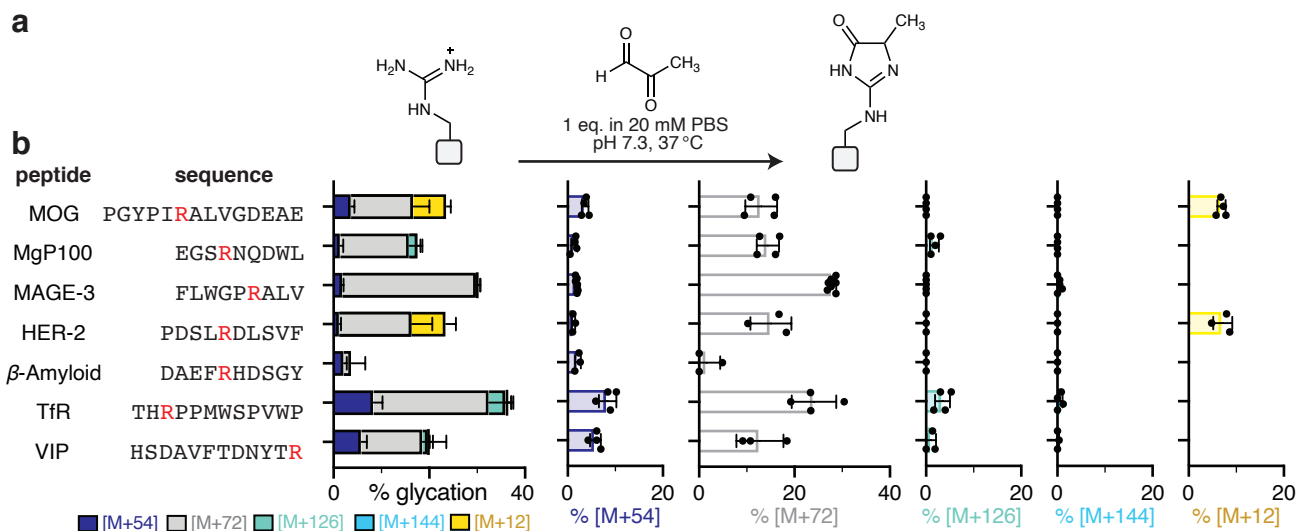 a
H₂N
+
NH₂
HN
O
H
CH₃
O
O
CH₃
HN
N
NH
1 eq. in 20 mM PBS
pH 7.3, 37 °C
b
peptide sequence
MOG PGYPIRALVGDEAE
MgP100 EGSRNQDWL
MAGE-3 FLWGPRALV
HER-2 PDSLRDLSVF
β-Amyloid DAEFRHDSGY
TfR THRPPMWSPVWP
VIP HSDAVFTDNYTR
0 % glycation 40
0 20
% [M+54]
0 20 40
% [M+72]
0 20
% [M+126]
0 20
% [M+144]
0 20
% [M+12]
[M+54] [M+72] [M+126] [M+144] [M+12]